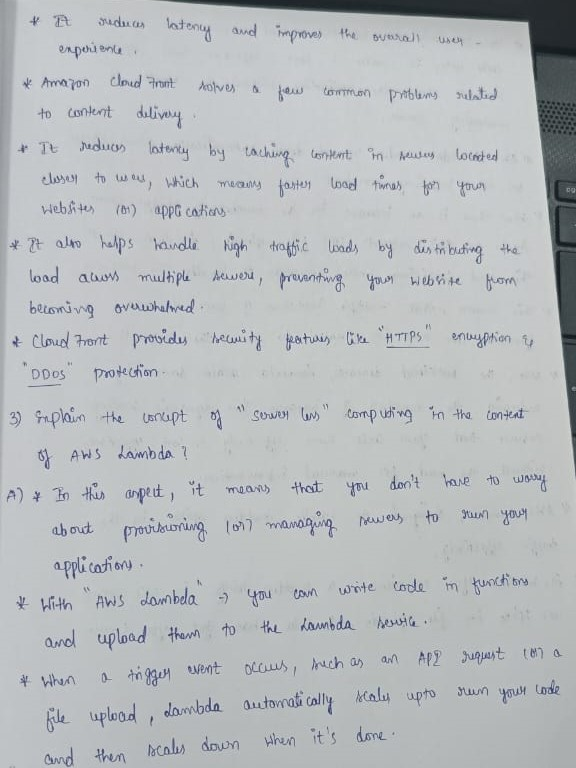 * It reduces latency and improves the overall user -
experience.
* Amazon Cloud Front solves a few common problems related
to content delivery.
* It reduces latency by caching content in servers located
closer to users, which means faster load times for your
websites (or) applications.
* It also helps handle high traffic loads by distributing the
load across multiple servers, preventing your website from
becoming overwhelmed.
* Cloud Front provides security features like "HTTPS" encryption &
"DDOS" protection.
3) Explain the concept of "server less" computing in the context
of AWS Lambda?
A) * In this aspect, it means that you don't have to worry
about provisioning (or) managing servers to run your
applications.
* With "AWS Lambda" → you can write code in functions
and upload them to the Lambda service.
* When a trigger event occurs, such as an API request (or) a
file upload, Lambda automatically scales upto run your code
and then scales down when it's done.